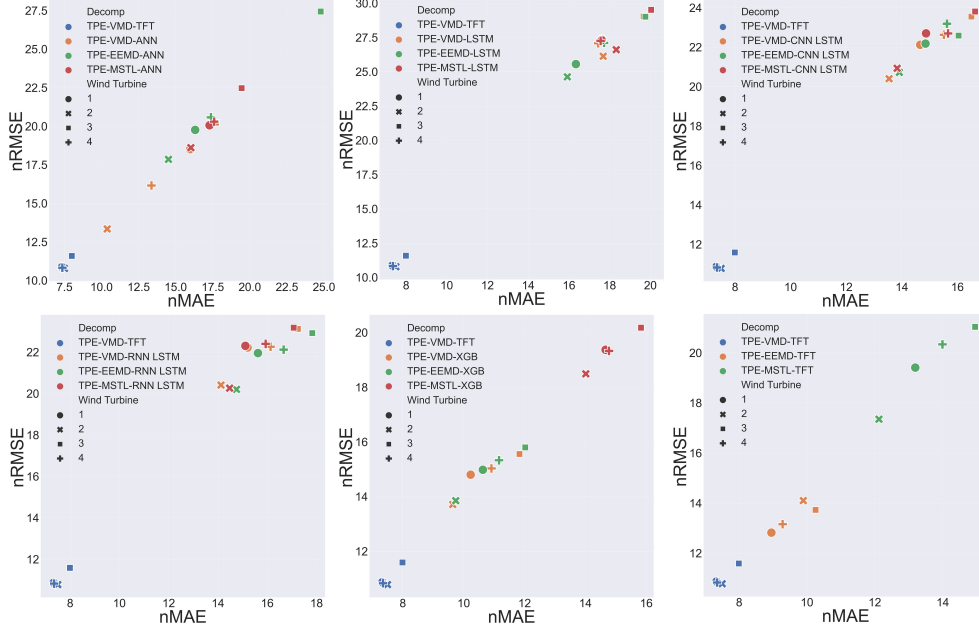 27.5
25.0
22.5
20.0
17.5
15.0
12.5
10.0
nRMSE
Decomp
TPE-VMD-TFT
TPE-VMD-ANN
TPE-EEMD-ANN
TPE-MSTL-ANN
Wind Turbine
1
2
3
4
7.5 10.0 12.5 15.0 17.5 20.0 22.5 25.0
nMAE
30.0
27.5
25.0
22.5
20.0
17.5
15.0
12.5
10.0
nRMSE
Decomp
TPE-VMD-TFT
TPE-VMD-LSTM
TPE-EEMD-LSTM
TPE-MSTL-LSTM
Wind Turbine
1
2
3
4
8 10 12 14 16 18 20
nMAE
24
22
20
18
16
14
12
nRMSE
Decomp
TPE-VMD-TFT
TPE-VMD-CNN LSTM
TPE-EEMD-CNN LSTM
TPE-MSTL-CNN LSTM
Wind Turbine
1
2
3
4
8 10 12 14 16
nMAE
22
20
18
16
14
12
nRMSE
Decomp
TPE-VMD-TFT
TPE-VMD-RNN LSTM
TPE-EEMD-RNN LSTM
TPE-MSTL-RNN LSTM
Wind Turbine
1
2
3
4
8 10 12 14 16 18
nMAE
20
18
16
14
12
nRMSE
Decomp
TPE-VMD-TFT
TPE-VMD-XGB
TPE-EEMD-XGB
TPE-MSTL-XGB
Wind Turbine
1
2
3
4
8 10 12 14 16
nMAE
20
18
16
14
12
nRMSE
Decomp
TPE-VMD-TFT
TPE-EEMD-TFT
TPE-MSTL-TFT
Wind Turbine
1
2
3
4
8 10 12 14
nMAE